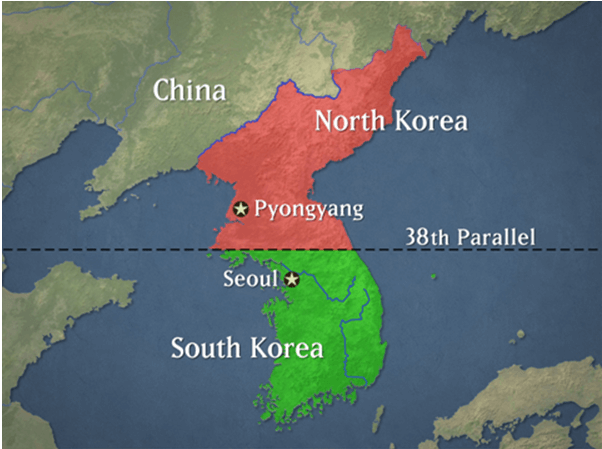 China
North Korea
Pyongyang
38th Parallel
Seoul
South Korea